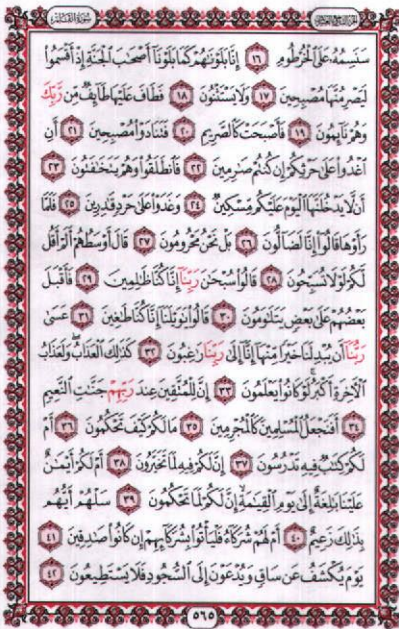 الجزء التاسع والعشرون سورة القلم
سَنَسِمُهُۥ عَلَى ٱلْخُرْطُومِ ١٦ إِنَّا بَلَوْنَٰهُمْ كَمَا بَلَوْنَآ أَصْحَٰبَ ٱلْجَنَّةِ إِذْ أَقْسَمُوا۟
لَيَصْرِمُنَّهَا مُصْبِحِينَ ١٧ وَلَا يَسْتَثْنُونَ ١٨ فَطَافَ عَلَيْهَا طَآئِفٌ مِّن رَّبِّكَ
وَهُمْ نَآئِمُونَ ١٩ فَأَصْبَحَتْ كَٱلصَّرِيمِ ٢٠ فَتَنَادَوْا۟ مُصْبِحِينَ ٢١ أَنِ
ٱغْدُوا۟ عَلَىٰ حَرْثِكُمْ إِن كُنتُمْ صَٰرِمِينَ ٢٢ فَٱنطَلَقُوا۟ وَهُمْ يَتَخَٰفَتُونَ ٢٣
أَن لَّا يَدْخُلَنَّهَا ٱلْيَوْمَ عَلَيْكُم مِّسْكِينٌ ٢٤ وَغَدَوْا۟ عَلَىٰ حَرْدٍ قَٰدِرِينَ ٢٥ فَلَمَّا
رَأَوْهَا قَالُوٓا۟ إِنَّا لَضَآلُّونَ ٢٦ بَلْ نَحْنُ مَحْرُومُونَ ٢٧ قَالَ أَوْسَطُهُمْ أَلَمْ أَقُل
لَّكُمْ لَوْلَا تُسَبِّحُونَ ٢٨ قَالُوا۟ سُبْحَٰنَ رَبِّنَآ إِنَّا كُنَّا ظَٰلِمِينَ ٢٩ فَأَقْبَلَ
بَعْضُهُمْ عَلَىٰ بَعْضٍ يَتَلَٰوَمُونَ ٣٠ قَالُوا۟ يَٰوَيْلَنَآ إِنَّا كُنَّا طَٰغِينَ ٣١ عَسَىٰ
رَبُّنَآ أَن يُبْدِلَنَا خَيْرًا مِّنْهَآ إِنَّآ إِلَىٰ رَبِّنَا رَٰغِبُونَ ٣٢ كَذَٰلِكَ ٱلْعَذَابُ وَلَعَذَابُ
ٱلْءَاخِرَةِ أَكْبَرُ لَوْ كَانُوا۟ يَعْلَمُونَ ٣٣ إِنَّ لِلْمُتَّقِينَ عِندَ رَبِّهِمْ جَنَّٰتِ ٱلنَّعِيمِ
٣٤ أَفَنَجْعَلُ ٱلْمُسْلِمِينَ كَٱلْمُجْرِمِينَ ٣٥ مَا لَكُمْ كَيْفَ تَحْكُمُونَ ٣٦ أَمْ
لَكُمْ كِتَٰبٌ فِيهِ تَدْرُسُونَ ٣٧ إِنَّ لَكُمْ فِيهِ لَمَا تَخَيَّرُونَ ٣٨ أَمْ لَكُمْ أَيْمَٰنٌ
عَلَيْنَا بَٰلِغَةٌ إِلَىٰ يَوْمِ ٱلْقِيَٰمَةِ إِنَّ لَكُمْ لَمَا تَحْكُمُونَ ٣٩ سَلْهُمْ أَيُّهُم
بِذَٰلِكَ زَعِيمٌ ٤٠ أَمْ لَهُمْ شُرَكَآءُ فَلْيَأْتُوا۟ بِشُرَكَآئِهِمْ إِن كَانُوا۟ صَٰدِقِينَ ٤١
يَوْمَ يُكْشَفُ عَن سَاقٍ وَيُدْعَوْنَ إِلَى ٱلسُّجُودِ فَلَا يَسْتَطِيعُونَ ٤٢
٥٦٥